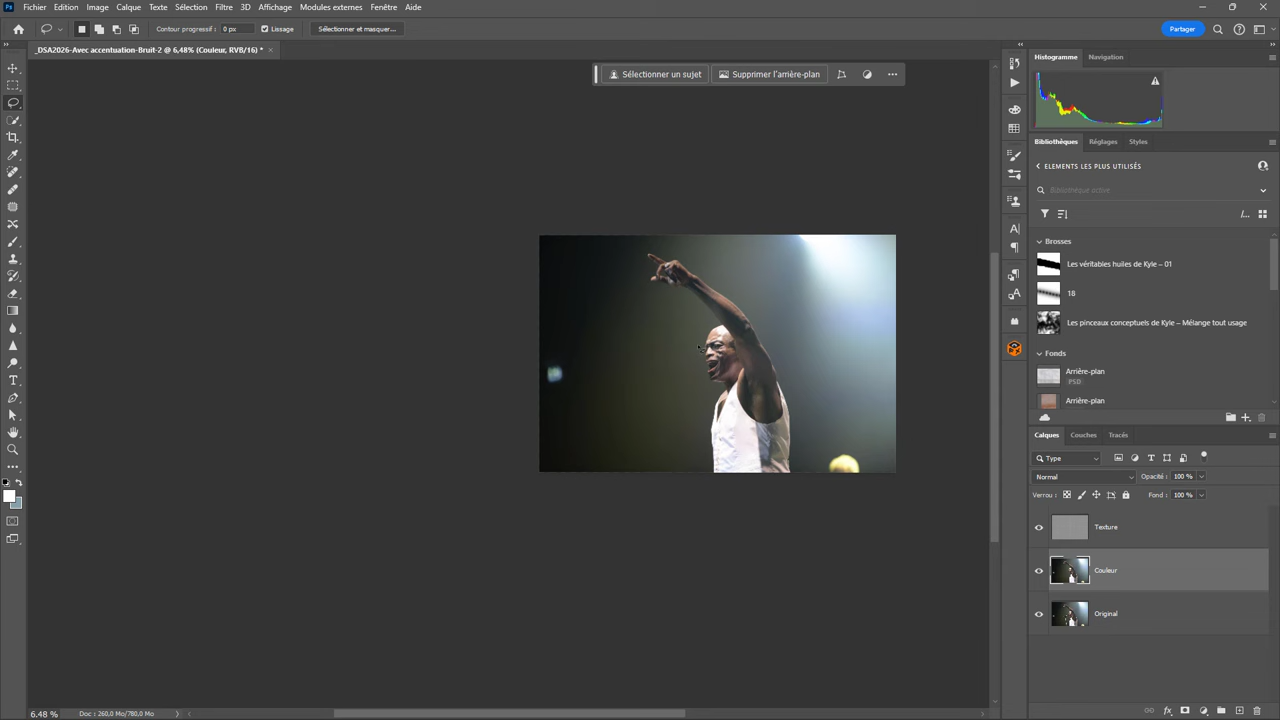 Ps Fichier Edition Image Calque Texte Sélection Filtre 3D Affichage Modules externes Fenêtre Aide
Contour progressif : 0 px Lissage Sélectionner et masquer... Partager
_DSA2026-Avec accentuation-Bruit-2 @ 6,48% (Couleur, RVB/16) *
Sélectionner un sujet Supprimer l'arrière-plan
Histogramme Navigation
Bibliothèques Réglages Styles
ELEMENTS LES PLUS UTILISÉS
Bibliothèque active
Brosses
Les véritables huiles de Kyle – 01
18
Les pinceaux conceptuels de Kyle – Mélange tout usage
Fonds
Arrière-plan
PSD
Arrière-plan
Calques Couches Tracés
Type
Normal Opacité : 100 %
Verrou : Fond : 100 %
Texture
Couleur
Original
6.48 % Doc : 260,0 Mo/780,0 Mo